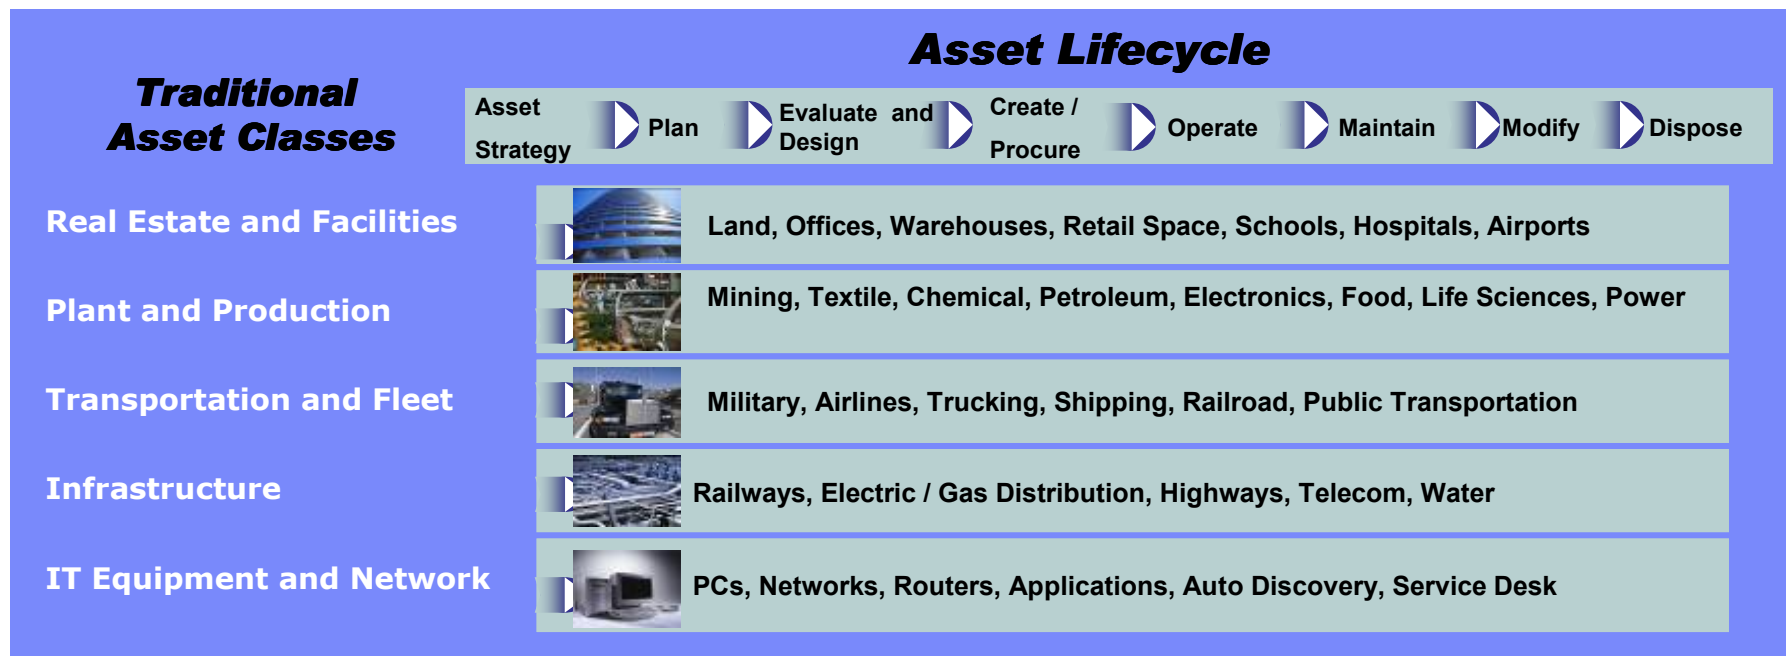 Asset Lifecycle
Traditional
Asset Classes
Asset
Strategy
Plan
Evaluate and
Design
Create /
Procure
Operate
Maintain
Modify
Dispose
Real Estate and Facilities
Land, Offices, Warehouses, Retail Space, Schools, Hospitals, Airports
Plant and Production
Mining, Textile, Chemical, Petroleum, Electronics, Food, Life Sciences, Power
Transportation and Fleet
Military, Airlines, Trucking, Shipping, Railroad, Public Transportation
Infrastructure
Railways, Electric / Gas Distribution, Highways, Telecom, Water
IT Equipment and Network
PCs, Networks, Routers, Applications, Auto Discovery, Service Desk